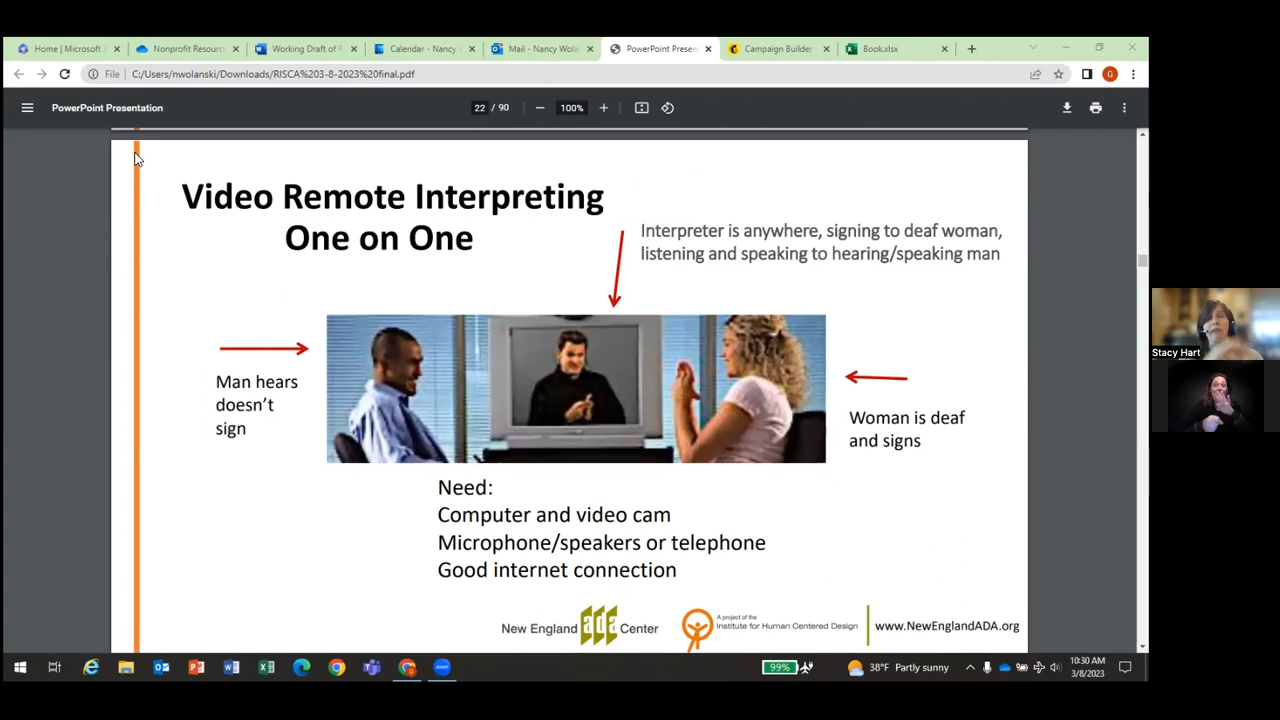 Home | Microsoft
Nonprofit Resourc
Working Draft of R
Calendar - Nancy
Mail - Nancy Wola
PowerPoint Presen
Campaign Builder
Book.xlsx
File
C:/Users/nwolanski/Downloads/RISCA%203-8-2023%20final.pdf
G
PowerPoint Presentation
22 / 90
100%
Video Remote Interpreting
One on One
Interpreter is anywhere, signing to deaf woman,
listening and speaking to hearing/speaking man
Man hears
doesn't
sign
Woman is deaf
and signs
Need:
Computer and video cam
Microphone/speakers or telephone
Good internet connection
New England ada Center
A project of the
Institute for Human Centered Design
www.NewEnglandADA.org
Stacy Hart
99%
38°F Partly sunny
10:30 AM
3/8/2023